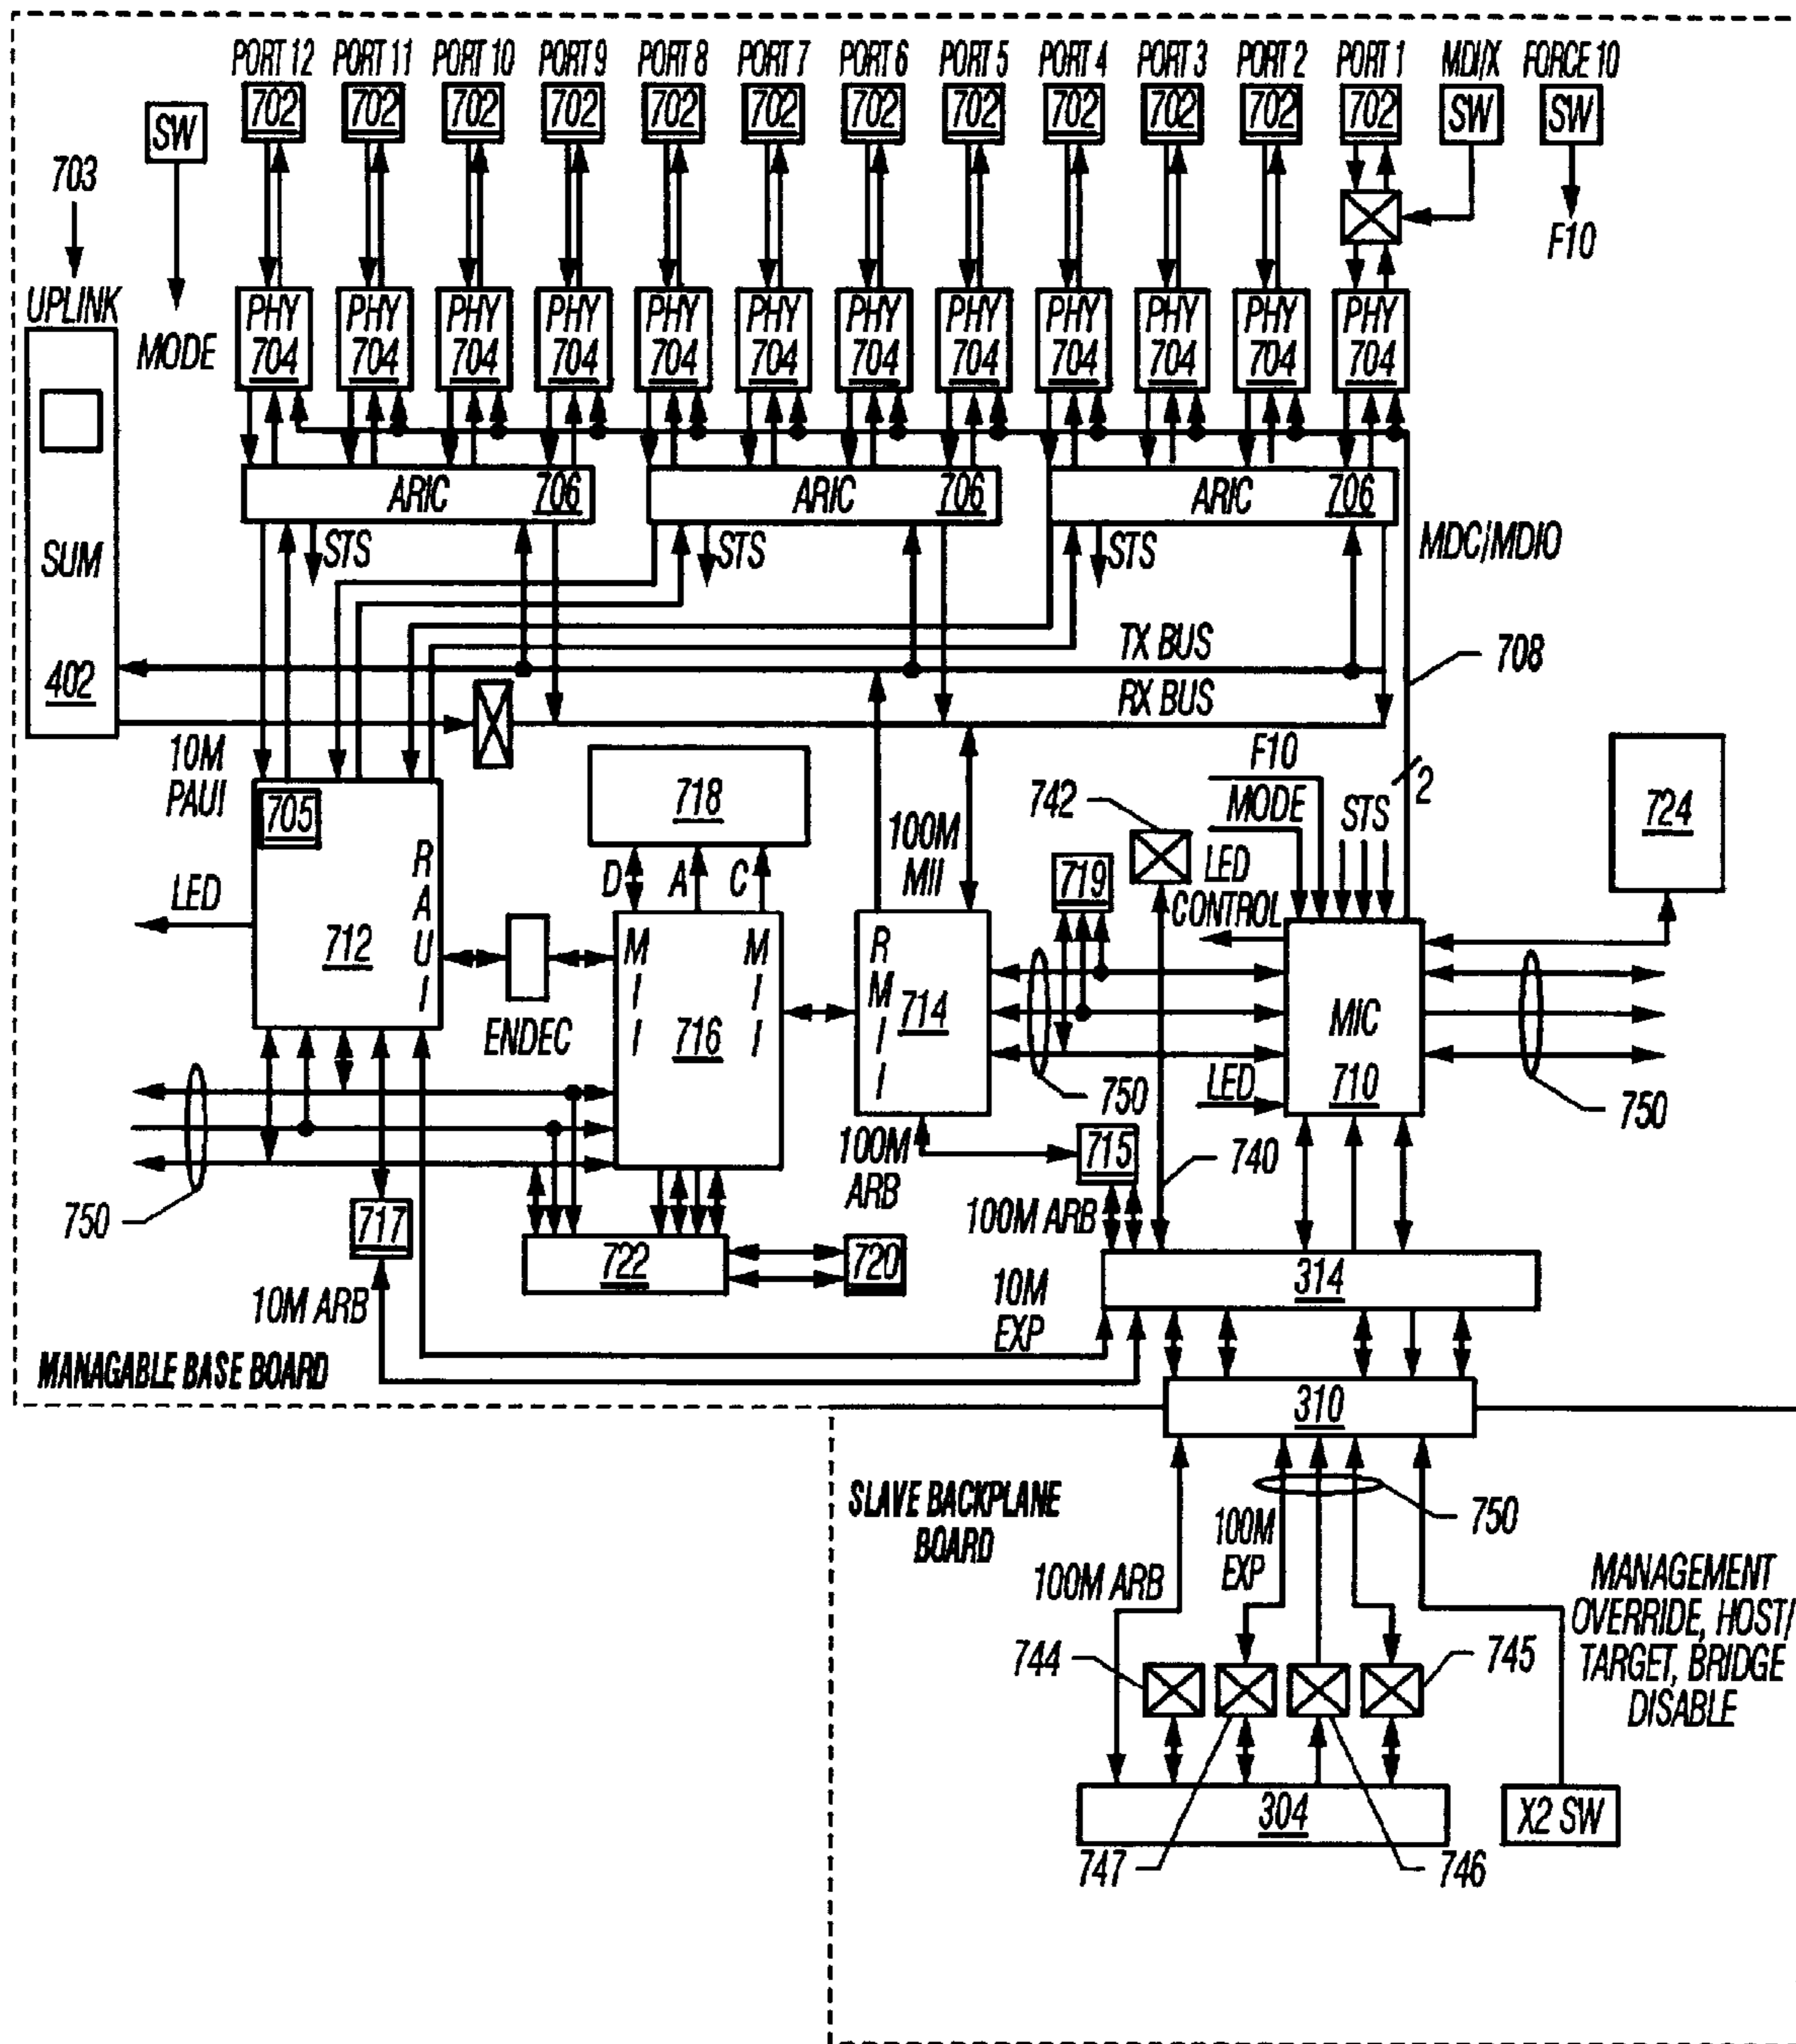 PORT 12 PORT 11 PORT 10 PORT 9 PORT 8 PORT 7 PORT 6 PORT 5 PORT 4 PORT 3 PORT 2 PORT 1 MDI/X FORCE 10
SW 702 702 702 702 702 702 702 702 702 702 702 702 SW SW
703
F10
UPLINK
MODE
PHY PHY PHY PHY PHY PHY PHY PHY PHY PHY PHY PHY
704 704 704 704 704 704 704 704 704 704 704 704
ARIC 706 ARIC 706 ARIC 706
STS STS STS
MDC/MDIO
SUM
402
TX BUS
708
RX BUS
10M
PAUI
705
RAUI
712
LED
718
D A C
100M
MII
742
719
F10
MODE
STS
2
LED
CONTROL
724
ENDEC
MII
716
MII
RMII
714
MIC
710
LED
750
750
750
717
722
720
100M
ARB
715
100M ARB
740
314
10M ARB
10M
EXP
MANAGABLE BASE BOARD
310
SLAVE BACKPLANE
BOARD
750
100M
EXP
100M ARB
MANAGEMENT
OVERRIDE, HOST/
TARGET, BRIDGE
DISABLE
744
745
304
X2 SW
747
746